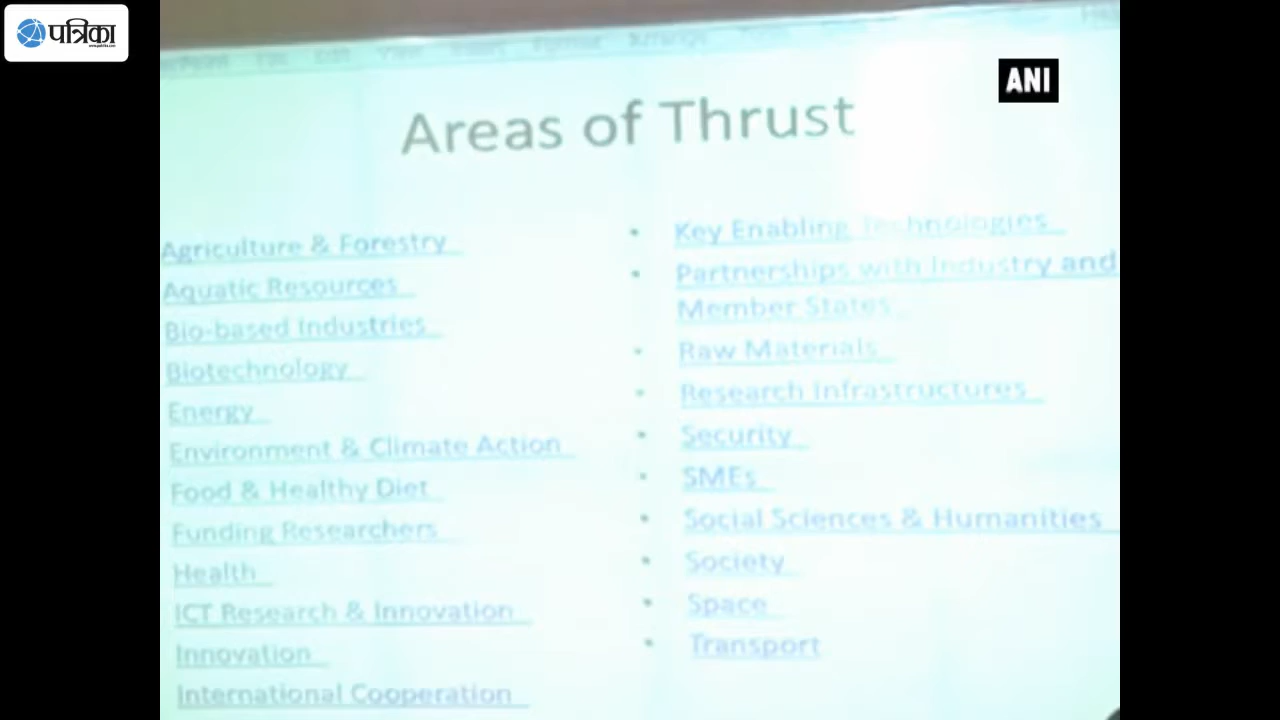 पत्रिका
ANI
Areas of Thrust
Agriculture & Forestry
Aquatic Resources
Bio-based Industries
Biotechnology
Energy
Environment & Climate Action
Food & Healthy Diet
Funding Researchers
Health
ICT Research & Innovation
Innovation
International Cooperation
• Key Enabling Technologies
• Partnerships with Industry and
Member States
• Raw Materials
• Research Infrastructures
• Security
• SMEs
• Social Sciences & Humanities
• Society
• Space
• Transport